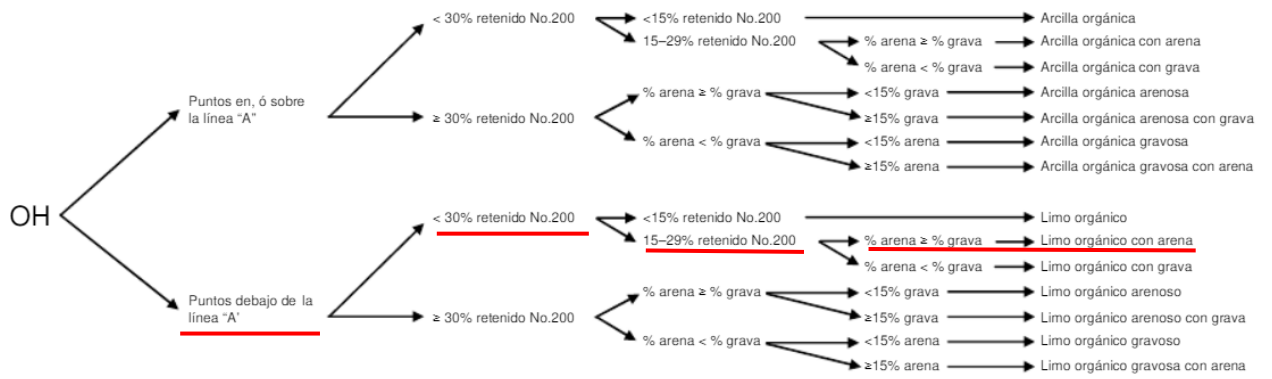 < 30% retenido No.200
<15% retenido No.200
Arcilla orgánica
15–29% retenido No.200
% arena ≥ % grava
Arcilla orgánica con arena
% arena < % grava
Arcilla orgánica con grava
Puntos en, ó sobre
la línea “A”
≥ 30% retenido No.200
% arena ≥ % grava
<15% grava
Arcilla orgánica arenosa
≥15% grava
Arcilla orgánica arenosa con grava
% arena < % grava
<15% arena
Arcilla orgánica gravosa
≥15% arena
Arcilla orgánica gravosa con arena
OH
< 30% retenido No.200
<15% retenido No.200
Limo orgánico
15–29% retenido No.200
% arena ≥ % grava
Limo orgánico con arena
% arena < % grava
Limo orgánico con grava
Puntos debajo de la
línea “A’
≥ 30% retenido No.200
% arena ≥ % grava
<15% grava
Limo orgánico arenoso
≥15% grava
Limo orgánico arenoso con grava
% arena < % grava
<15% arena
Limo orgánico gravoso
≥15% arena
Limo orgánico gravosa con arena